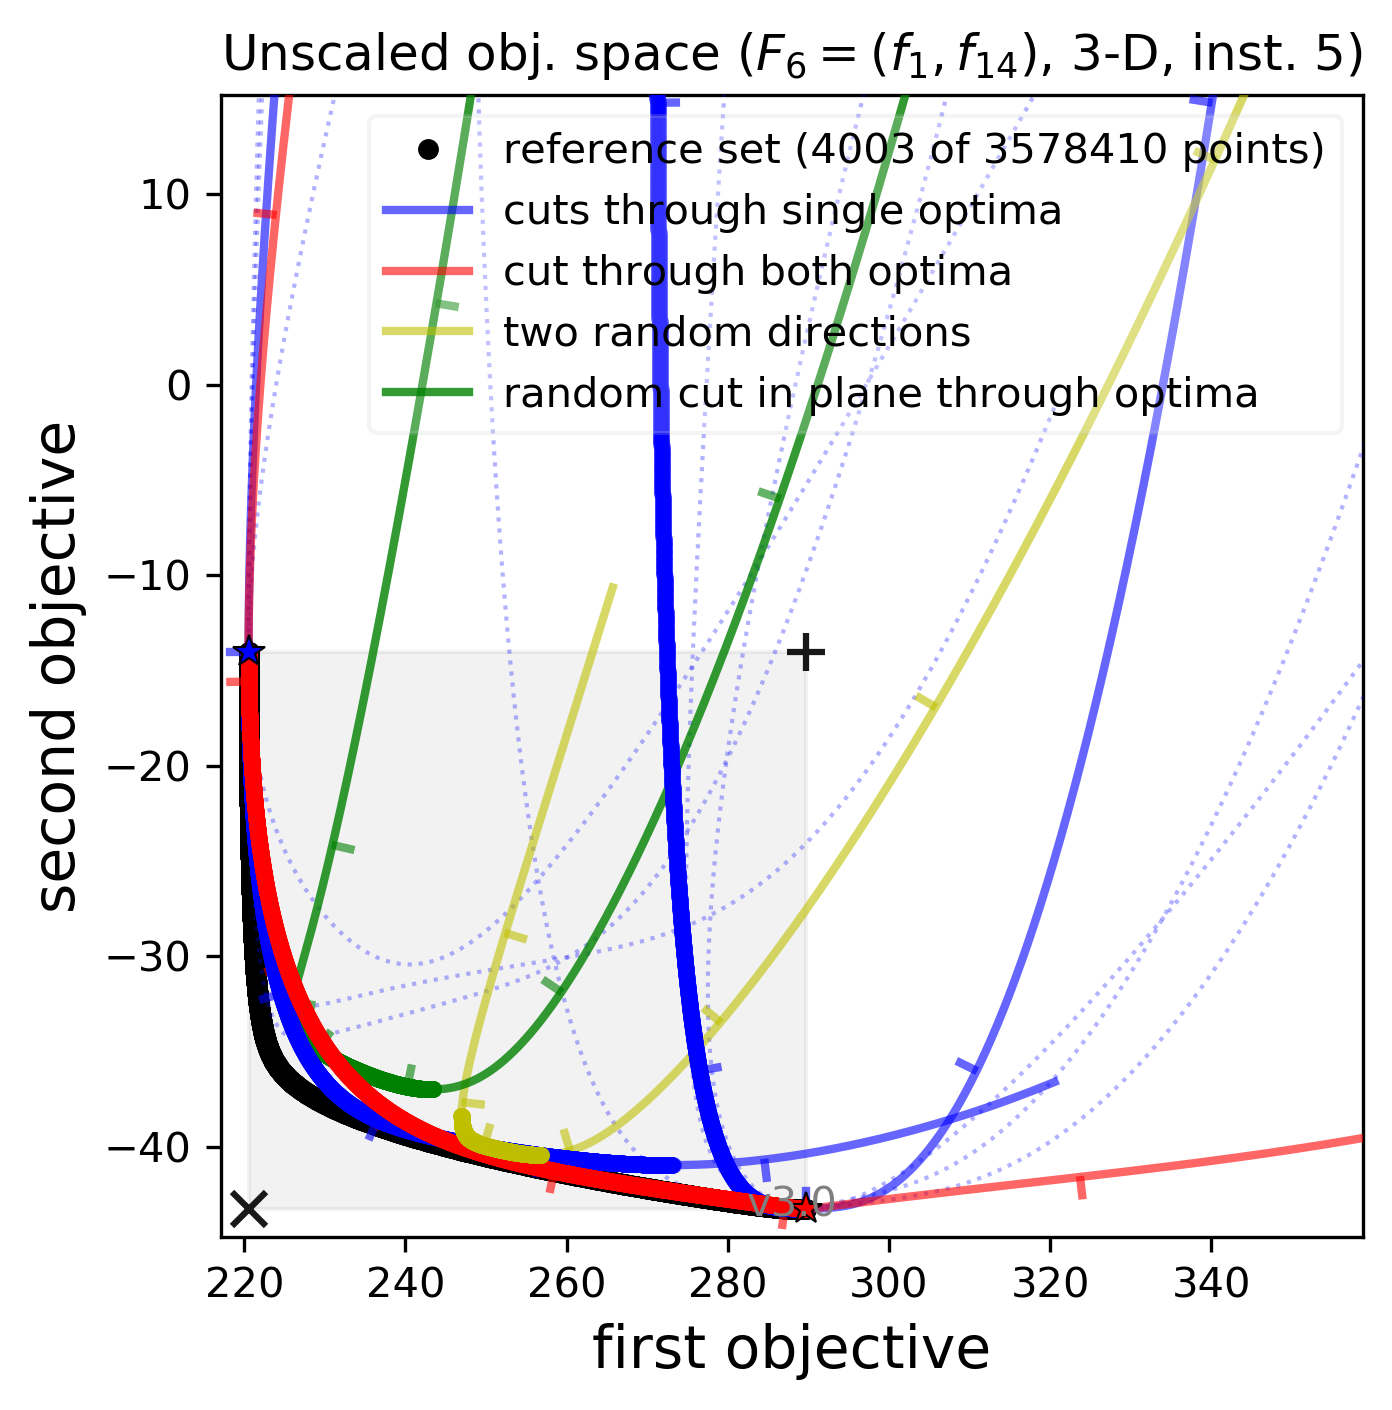 Unscaled obj. space (F₆ = (f₁, f₁₄), 3-D, inst. 5)
reference set (4003 of 3578410 points)
cuts through single optima
cut through both optima
two random directions
random cut in plane through optima
second objective
10
0
−10
−20
−30
−40
v3.0
220 240 260 280 300 320 340
first objective